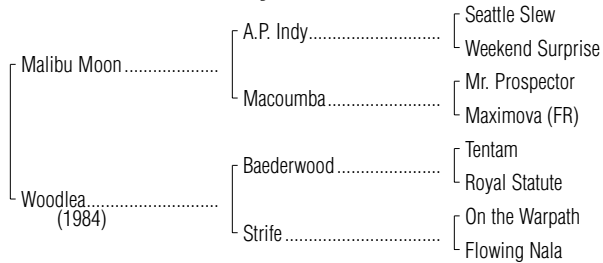 Seattle Slew
A.P. Indy....................................
Weekend Surprise
Malibu Moon .....................
Mr. Prospector
Macoumba...............................
Maximova (FR)
Tentam
Baederwood ............................
Royal Statute
Woodlea.............................
(1984)
On the Warpath
Strife ..........................................
Flowing Nala